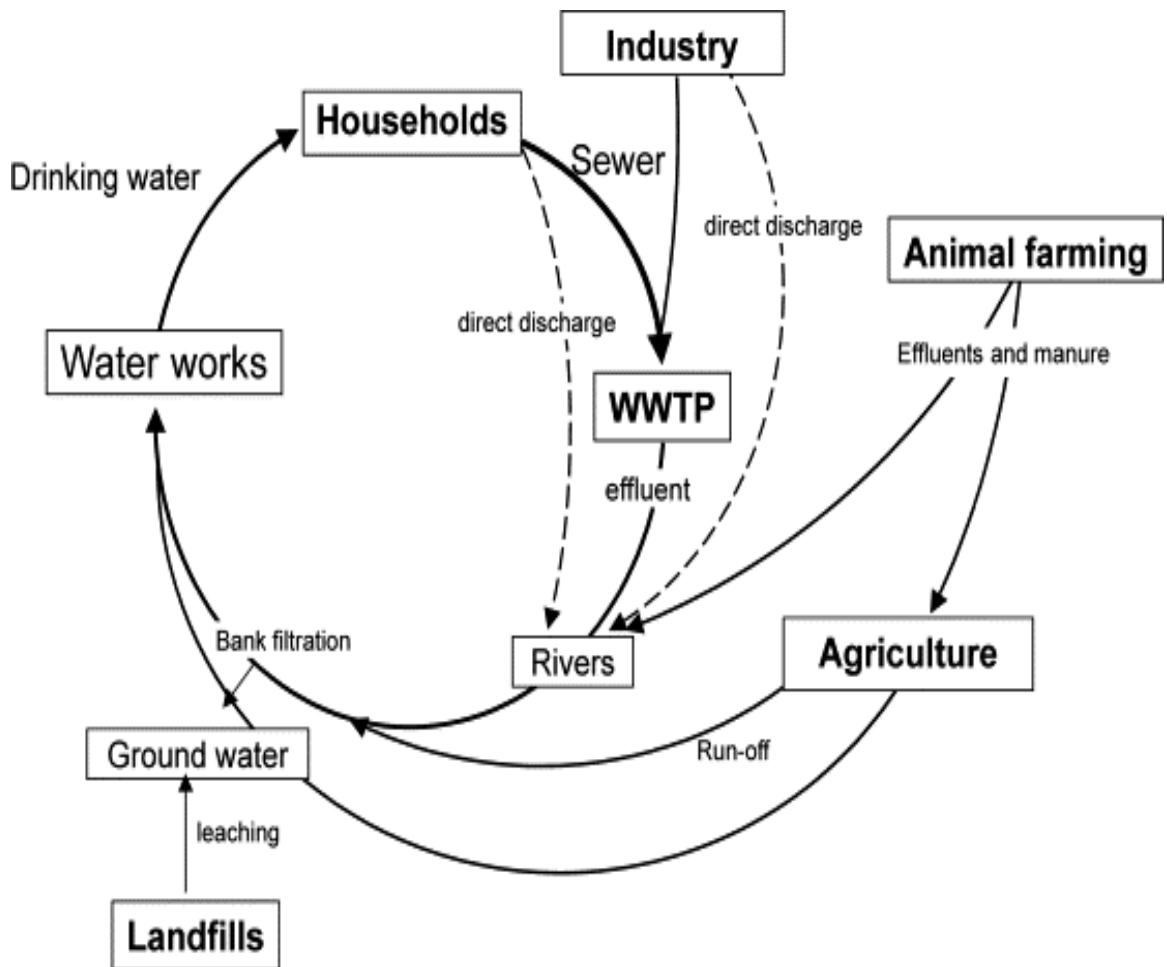 Industry
Households
Sewer
Drinking water
direct discharge
Animal farming
direct discharge
Water works
Effluents and manure
WWTP
effluent
Bank filtration
Rivers
Agriculture
Ground water
Run-off
leaching
Landfills